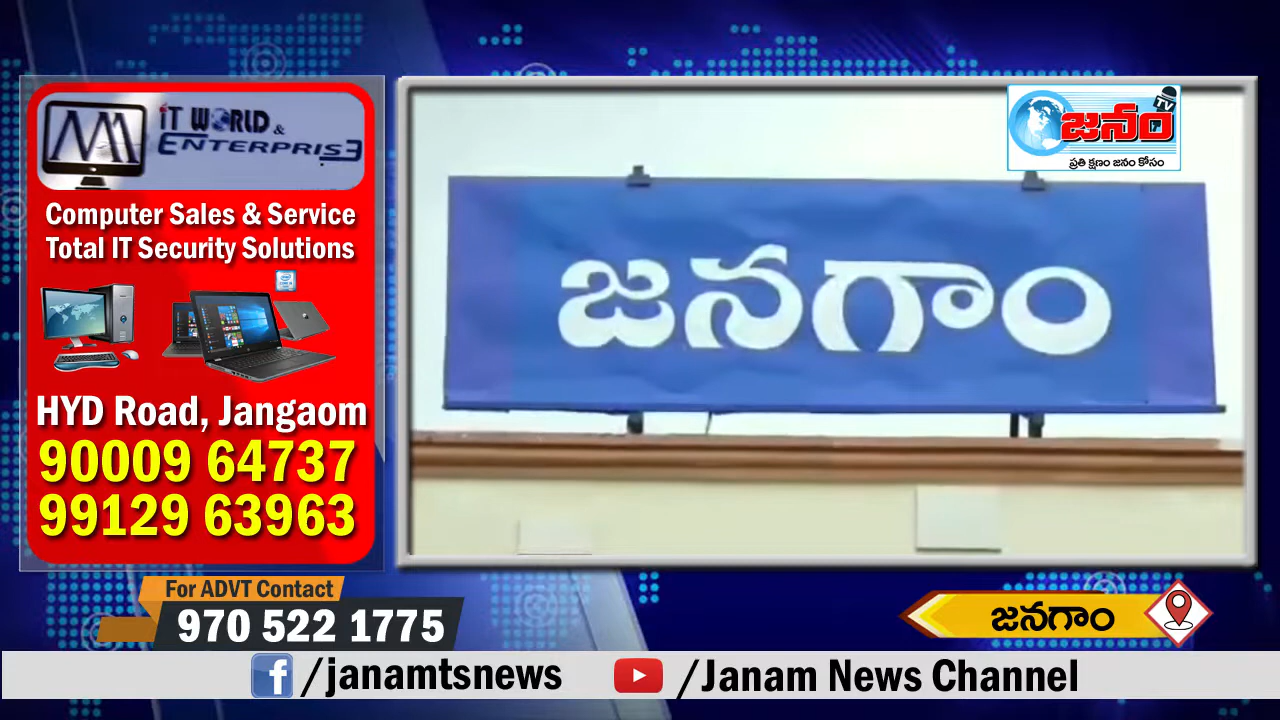 iT WORLD &
ENTERPRIS3
Computer Sales & Service
Total IT Security Solutions
HYD Road, Jangaom
90009 64737
99129 63963
TV
జనం
ప్రతి క్షణం జనం కోసం
జనగాం
For ADVT Contact
970 522 1775
జనగాం
/janamtsnews
/Janam News Channel